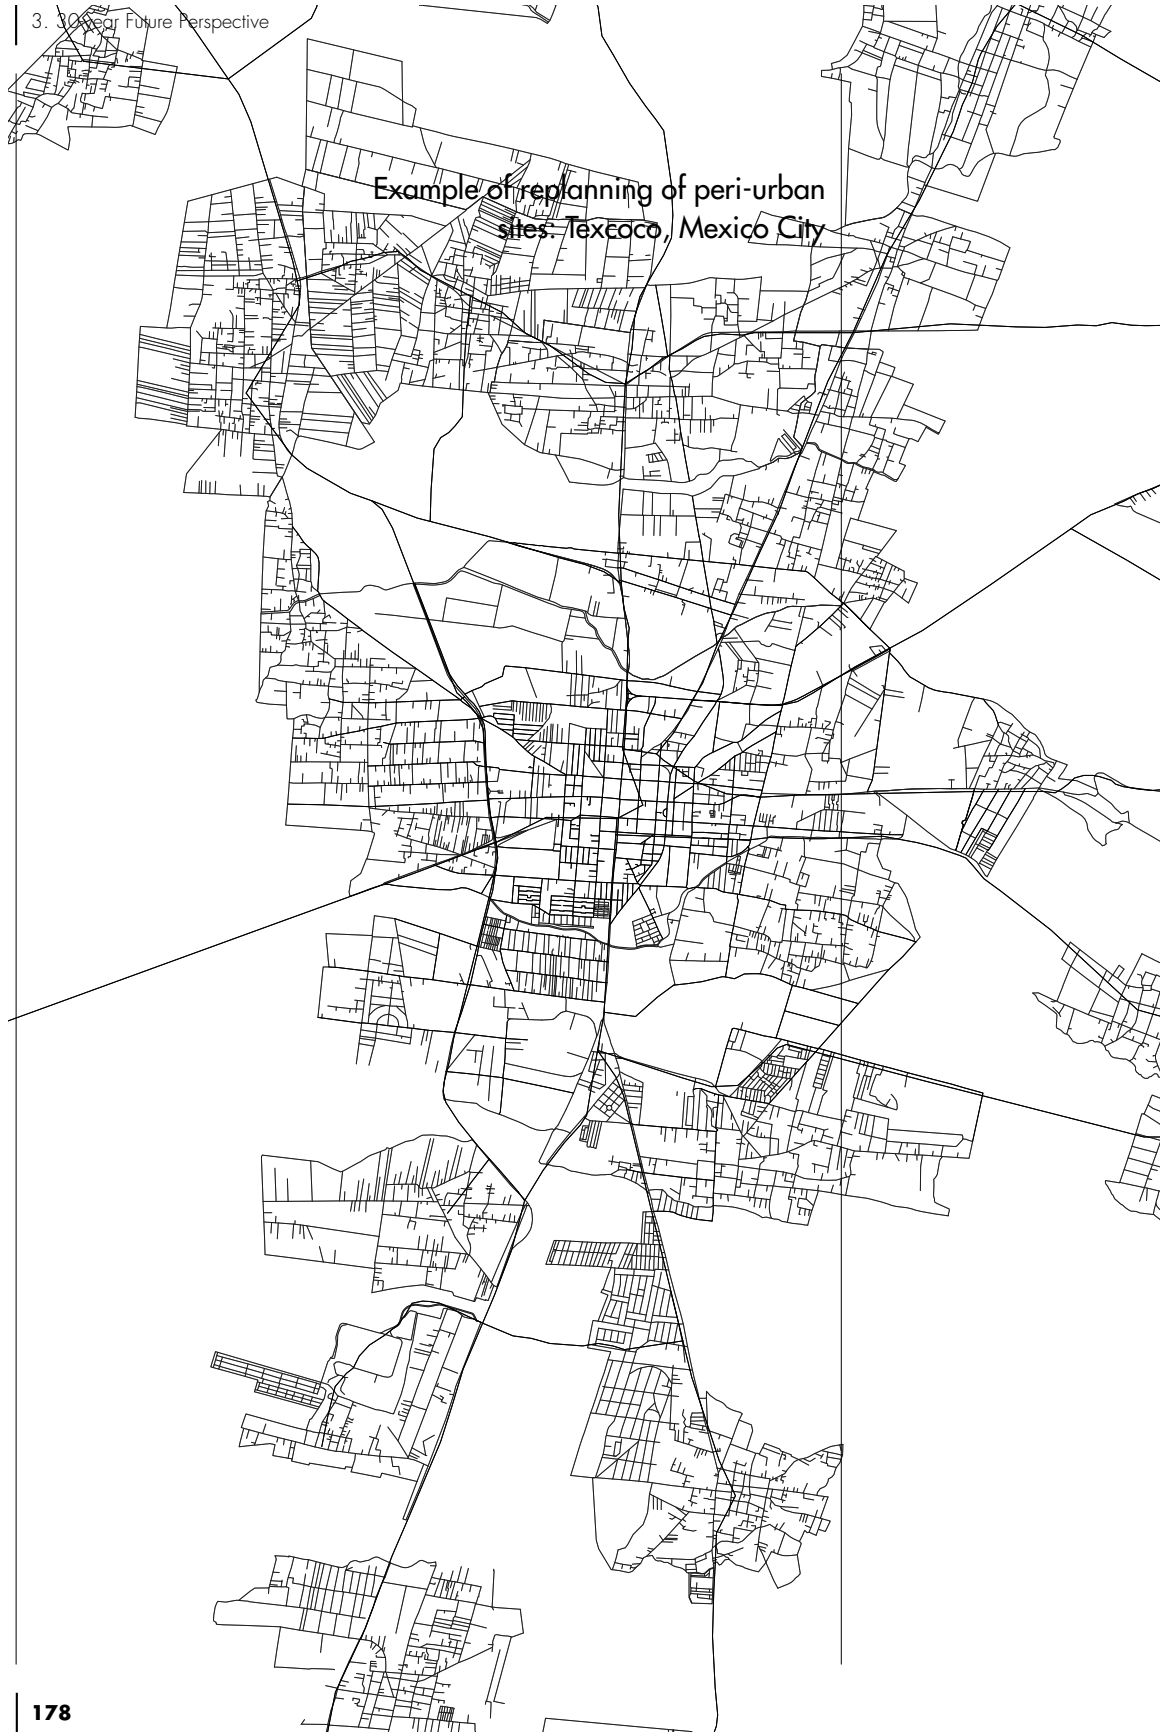 3. 30-year Future Perspective
Example of replanning of peri-urban
sites: Texcoco, Mexico City
178